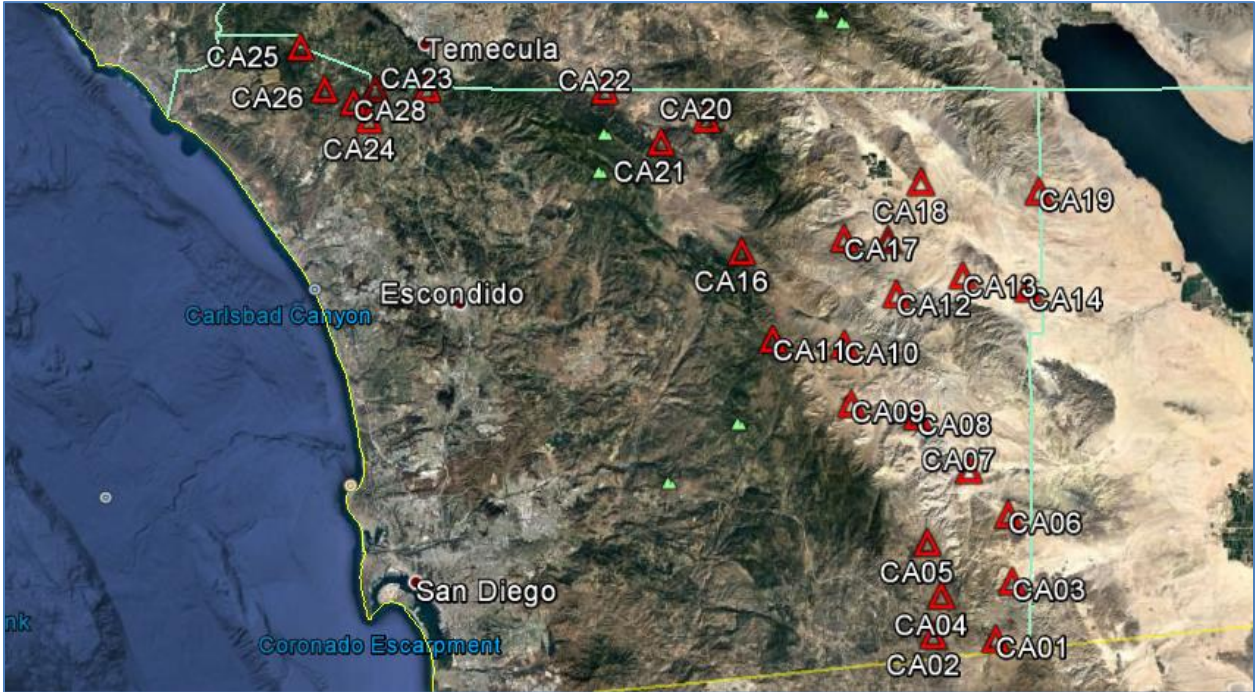 CA25
Temecula
CA23
CA22
CA26
CA28
CA20
CA24
CA21
CA18
CA19
CA17
CA16
CA13
Escondido
CA12
CA14
Carlsbad Canyon
CA11
CA10
CA09
CA08
CA07
CA06
CA05
CA03
San Diego
nk
CA04
Coronado Escarpment
CA01
CA02